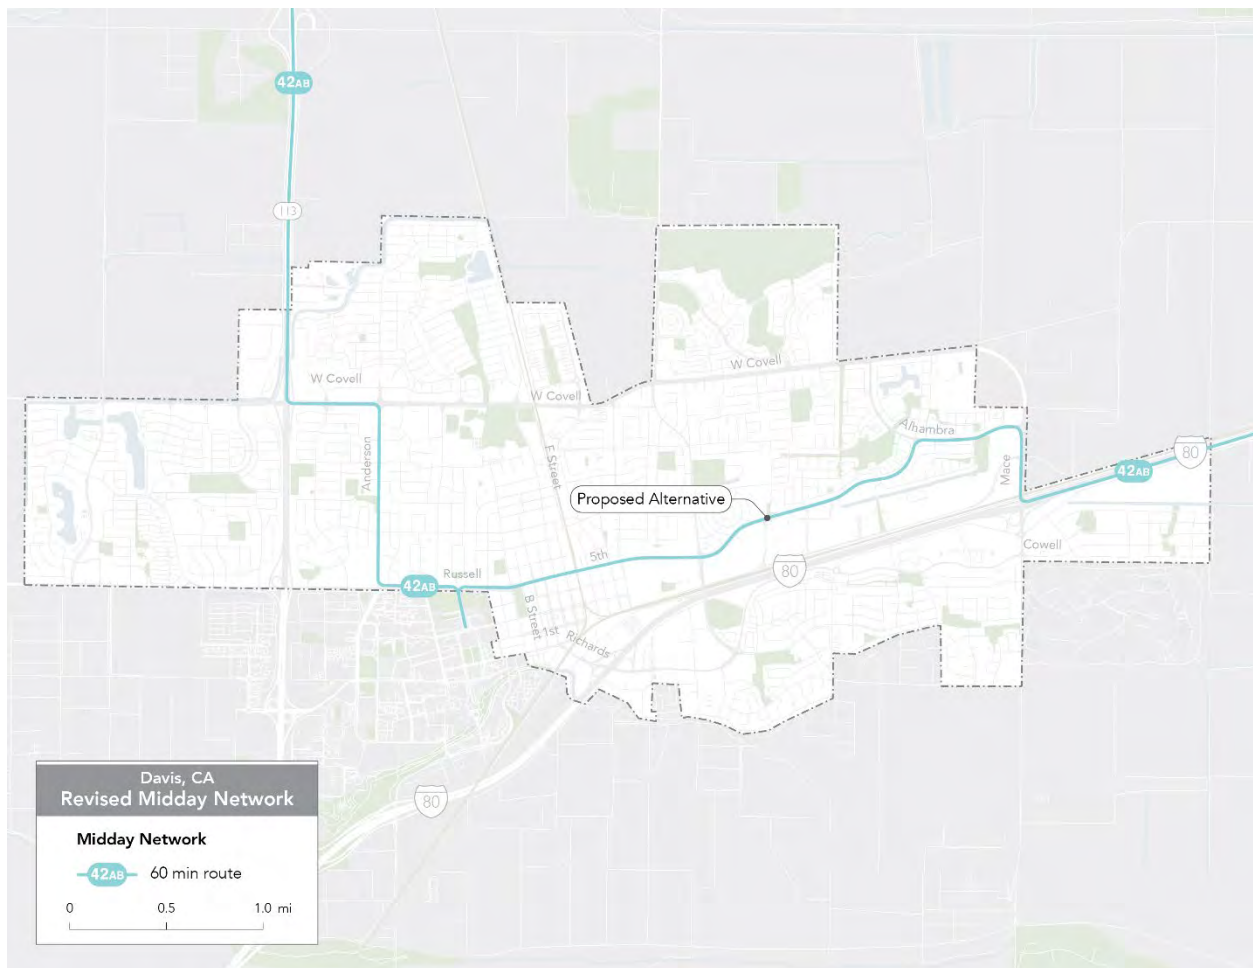 42AB
113
W Covell
W Covell
W Covell
Alhambra
80
42AB
Anderson
F Street
Mace
Proposed Alternative
5th
Cowell
Russell
80
42AB
B Street
1st
Richards
80
Davis, CA
Revised Midday Network
Midday Network
42AB
60 min route
0
0.5
1.0 mi